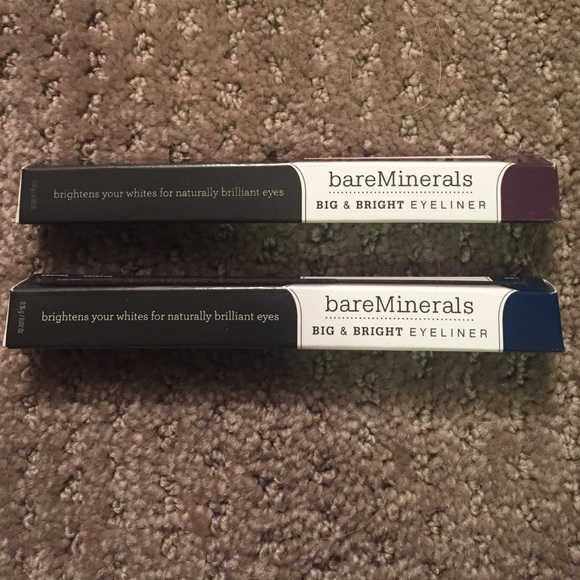 brightens your whites for naturally brilliant eyes
bareMinerals
BIG & BRIGHT EYELINER
brightens your whites for naturally brilliant eyes
bareMinerals
BIG & BRIGHT EYELINER